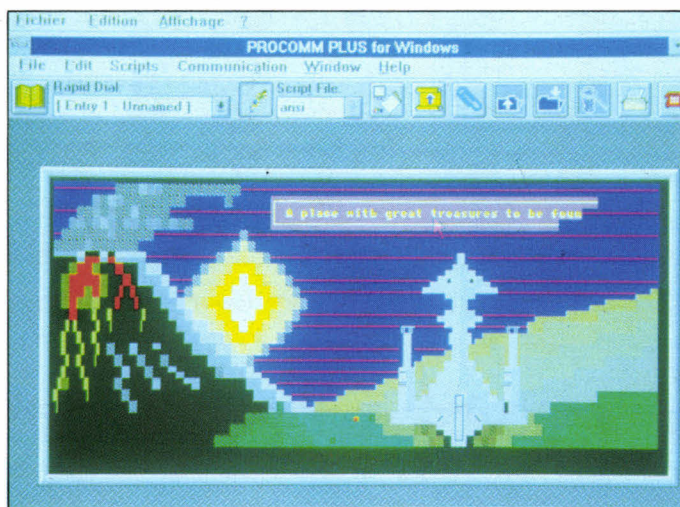 Fichier Edition Affichage ?
PROCOMM PLUS for Windows
File Edit Scripts Communication Window Help
Rapid Dial: Script File:
[ Entry 1 Unnamed ] ansi
A place with great treasures to be foun